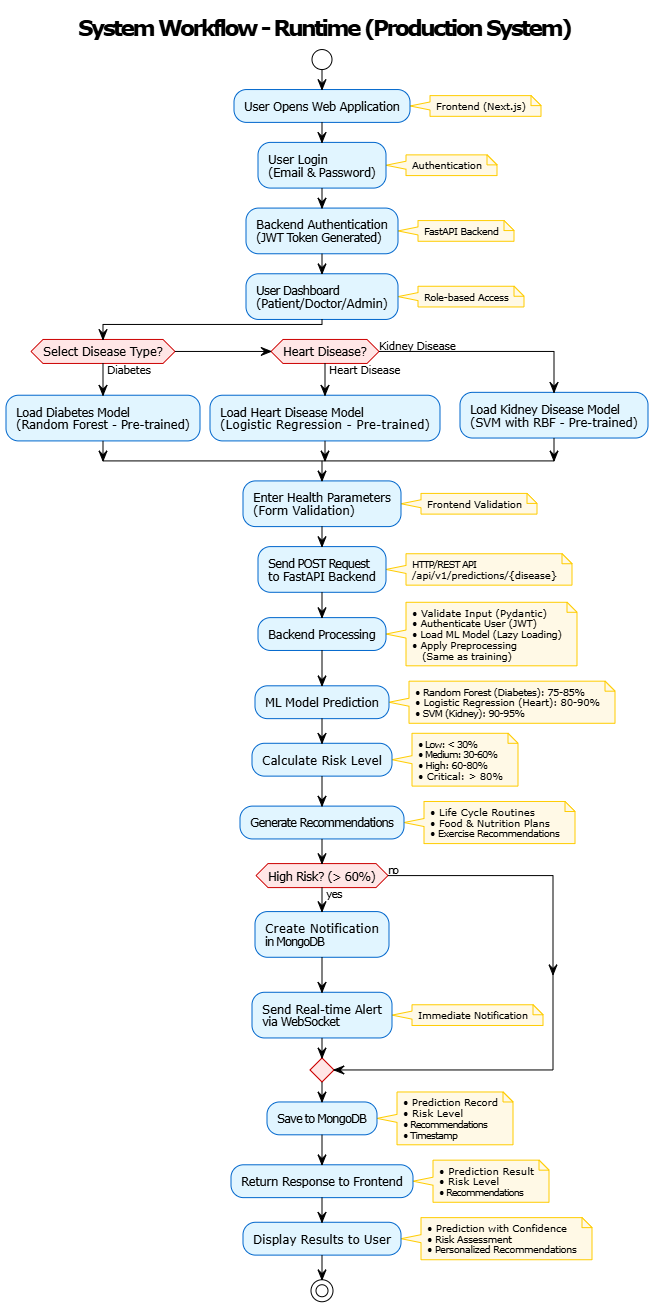 System Workflow - Runtime (Production System)
User Opens Web Application
Frontend (Next.js)
User Login
(Email & Password)
Authentication
Backend Authentication
(JWT Token Generated)
FastAPI Backend
User Dashboard
(Patient/Doctor/Admin)
Role-based Access
Select Disease Type?
Diabetes
Heart Disease?
Kidney Disease
Heart Disease
Load Diabetes Model
(Random Forest - Pre-trained)
Load Heart Disease Model
(Logistic Regression - Pre-trained)
Load Kidney Disease Model
(SVM with RBF - Pre-trained)
Enter Health Parameters
(Form Validation)
Frontend Validation
Send POST Request
to FastAPI Backend
HTTP/REST API
/api/v1/predictions/{disease}
Backend Processing
• Validate Input (Pydantic)
• Authenticate User (JWT)
• Load ML Model (Lazy Loading)
• Apply Preprocessing
(Same as training)
ML Model Prediction
• Random Forest (Diabetes): 75-85%
• Logistic Regression (Heart): 80-90%
• SVM (Kidney): 90-95%
Calculate Risk Level
• Low: < 30%
• Medium: 30-60%
• High: 60-80%
• Critical: > 80%
Generate Recommendations
• Life Cycle Routines
• Food & Nutrition Plans
• Exercise Recommendations
High Risk? (> 60%)
no
yes
Create Notification
in MongoDB
Send Real-time Alert
via WebSocket
Immediate Notification
Save to MongoDB
• Prediction Record
• Risk Level
• Recommendations
• Timestamp
Return Response to Frontend
• Prediction Result
• Risk Level
• Recommendations
Display Results to User
• Prediction with Confidence
• Risk Assessment
• Personalized Recommendations